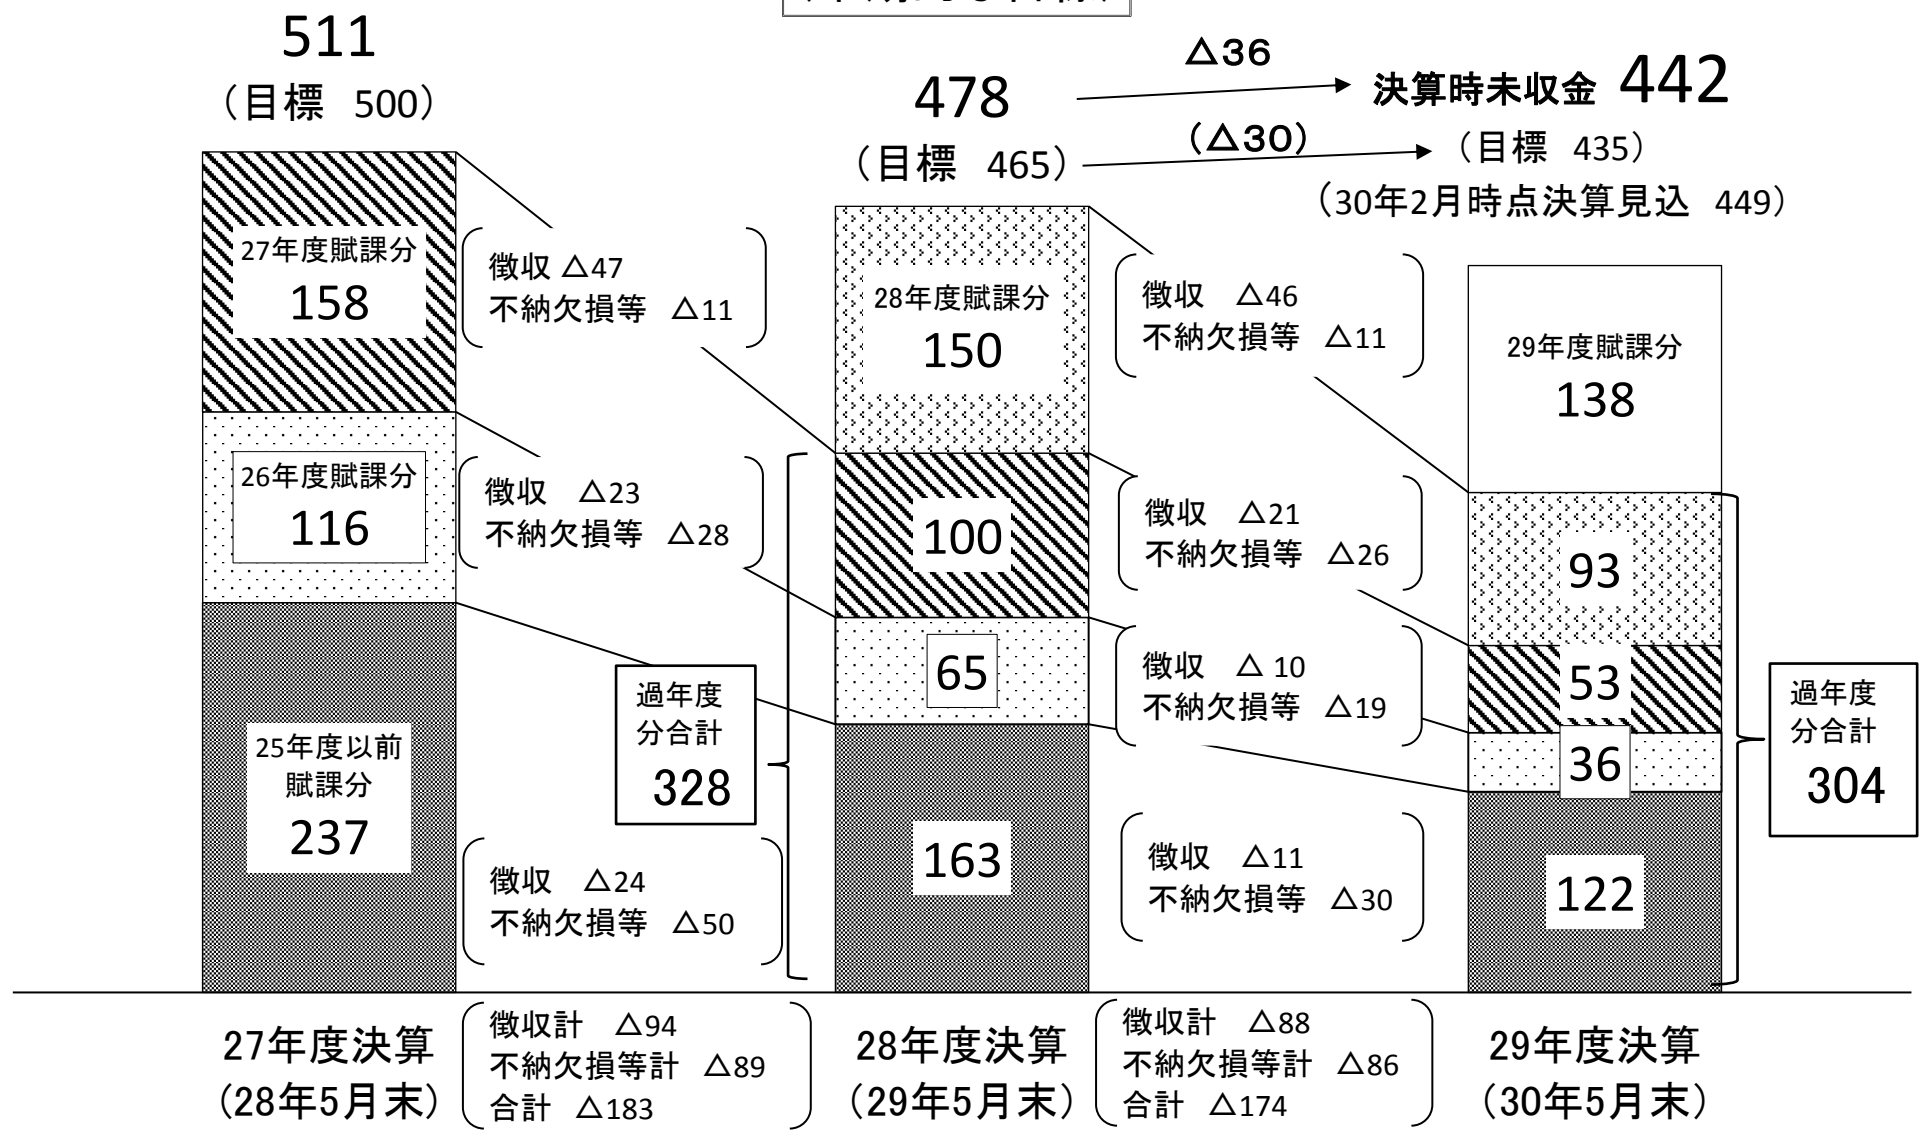 511
（目標 500）
△36
478
決算時未収金 442
（△30）
（目標 465）
（目標 435）
（30年2月時点決算見込 449）
27年度賦課分
158
徴収 △47
不納欠損等 △11
28年度賦課分
150
徴収 △46
不納欠損等 △11
29年度賦課分
138
26年度賦課分
116
徴収 △23
不納欠損等 △28
100
徴収 △21
不納欠損等 △26
93
65
徴収 △ 10
不納欠損等 △19
53
36
過年度
分合計
328
過年度
分合計
304
25年度以前
賦課分
237
徴収 △24
不納欠損等 △50
163
徴収 △11
不納欠損等 △30
122
27年度決算
（28年5月末）
徴収計 △94
不納欠損等計 △89
合計 △183
28年度決算
（29年5月末）
徴収計 △88
不納欠損等計 △86
合計 △174
29年度決算
（30年5月末）